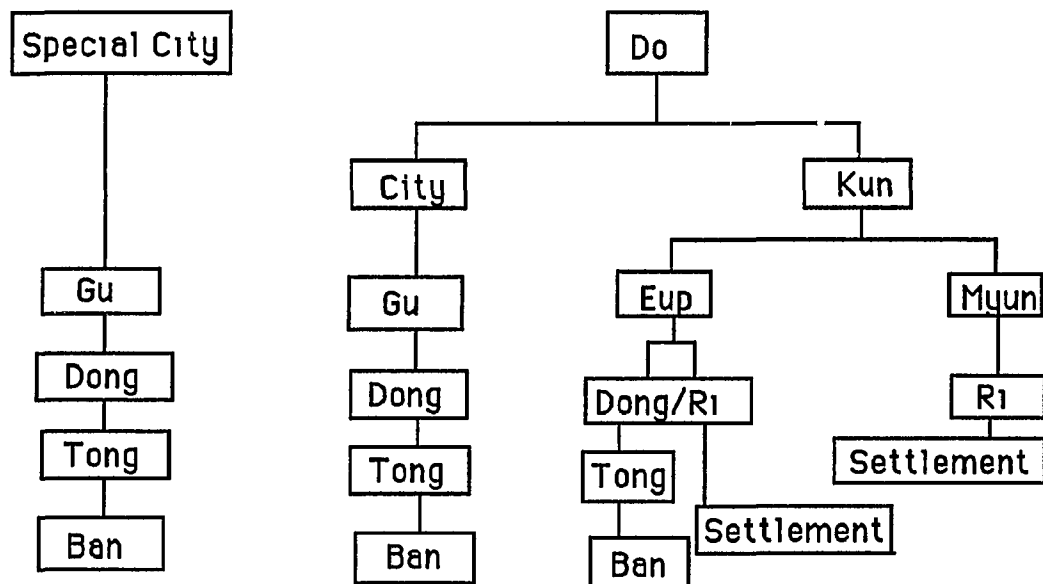 Special City
Do
City
Kun
Gu
Gu
Eup
Myun
Dong
Dong
Dong/Ri
Ri
Tong
Tong
Tong
Settlement
Ban
Ban
Ban
Settlement